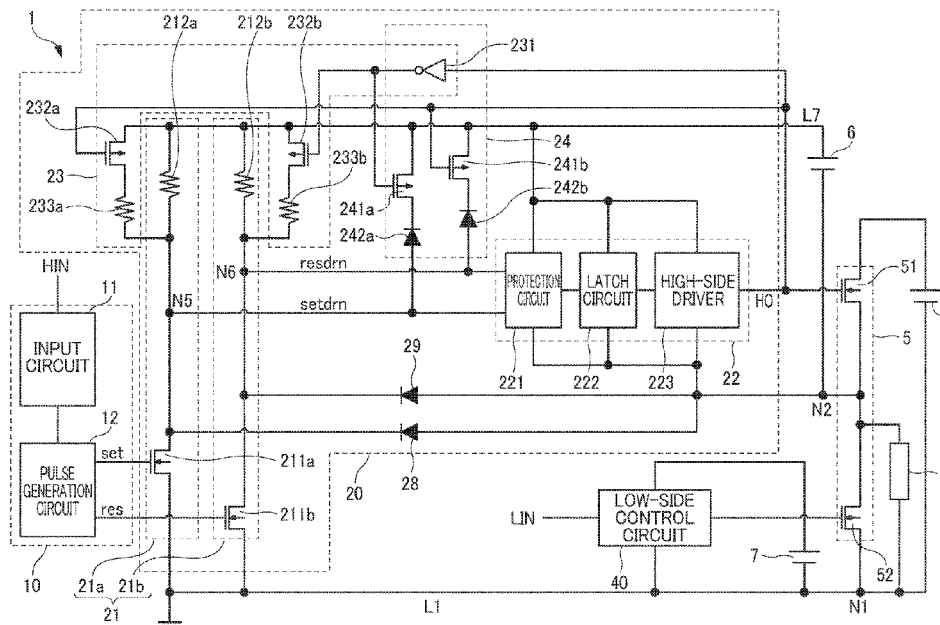 1
212a
212b
232b
231
232a
L7
6
24
241b
23
233b
233a
241a
242b
242a
HIN
N6
resdrn
51
11
N5
PROTECTION CIRCUIT
LATCH CIRCUIT
HIGH-SIDE DRIVER
HO
setdrn
INPUT CIRCUIT
5
29
221
222
223
22
12
N2
set
PULSE GENERATION CIRCUIT
211a
20
28
res
211b
LIN
LOW-SIDE CONTROL CIRCUIT
7
52
10
21a
21b
40
21
L1
N1